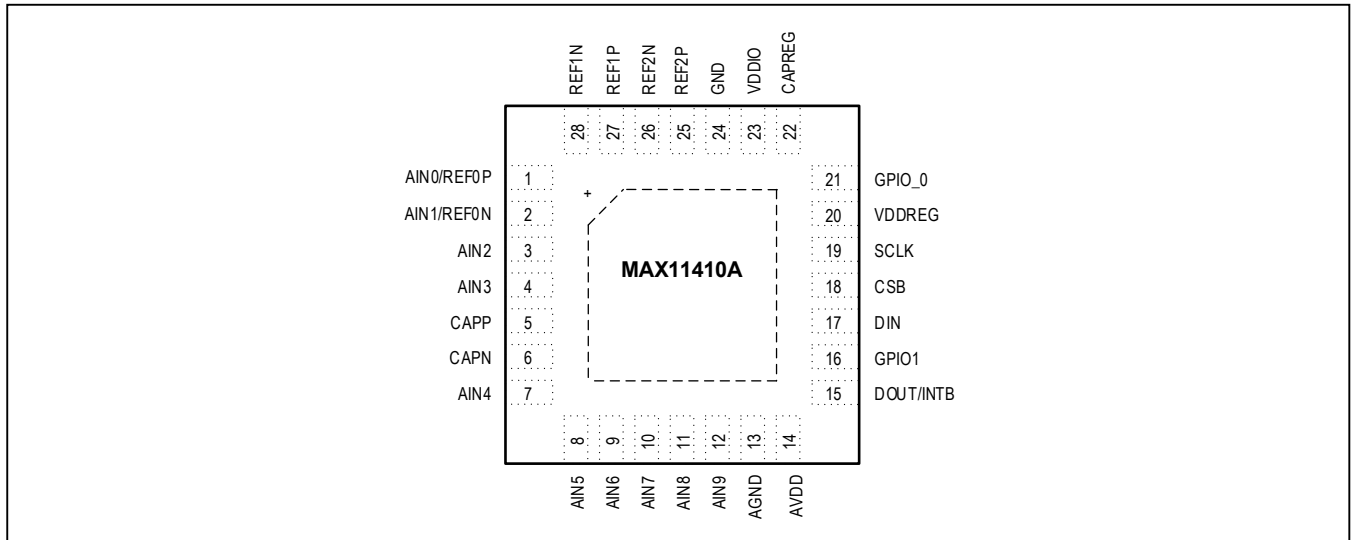 REF1N
REF1P
REF2N
REF2P
GND
VDDIO
CAPREG
28
27
26
25
24
23
22
AIN0/REF0P
1
AIN1/REF0N
2
AIN2
3
AIN3
4
CAPP
5
CAPN
6
AIN4
7
+
MAX11410A
21
GPIO_0
20
VDDREG
19
SCLK
18
CSB
17
DIN
16
GPIO1
15
DOUT/INTB
8
9
10
11
12
13
14
AIN5
AIN6
AIN7
AIN8
AIN9
AGND
AVDD